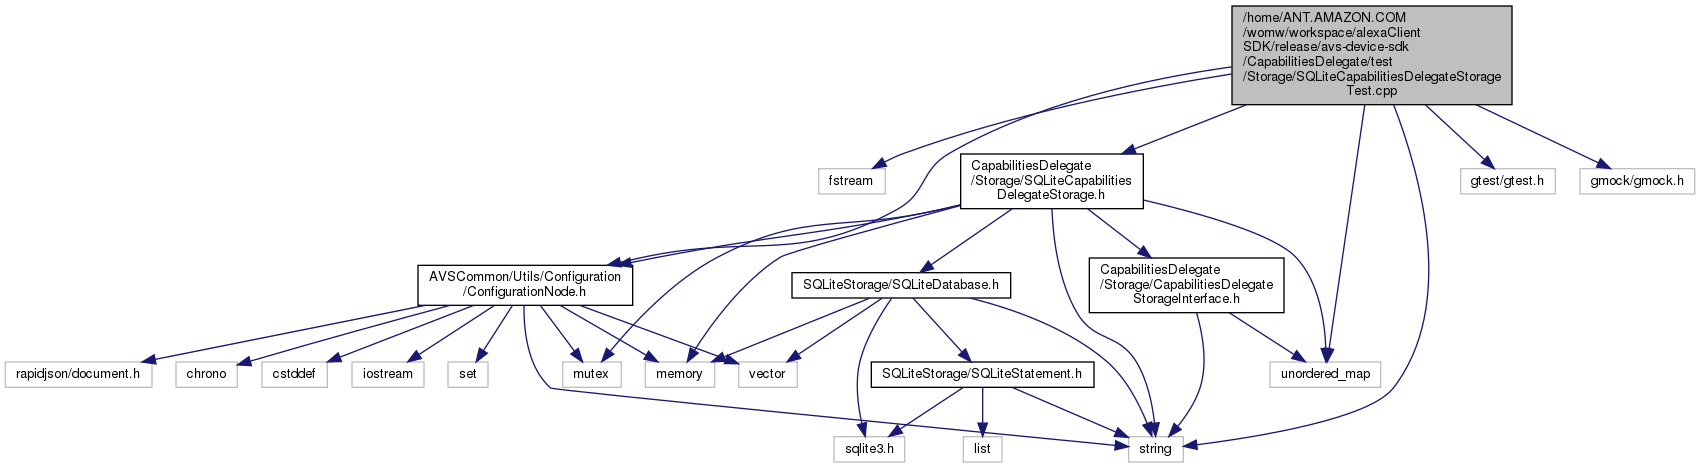 /home/ANT.AMAZON.COM
/womw/workspace/alexaClient
SDK/release/avs-device-sdk
/CapabilitiesDelegate/test
/Storage/SQLiteCapabilitiesDelegateStorage
Test.cpp
fstream
CapabilitiesDelegate
/Storage/SQLiteCapabilities
DelegateStorage.h
gtest/gtest.h
gmock/gmock.h
AVSCommon/Utils/Configuration
/ConfigurationNode.h
SQLiteStorage/SQLiteDatabase.h
CapabilitiesDelegate
/Storage/CapabilitiesDelegate
StorageInterface.h
rapidjson/document.h
chrono
cstddef
iostream
set
mutex
memory
vector
SQLiteStorage/SQLiteStatement.h
unordered_map
sqlite3.h
list
string